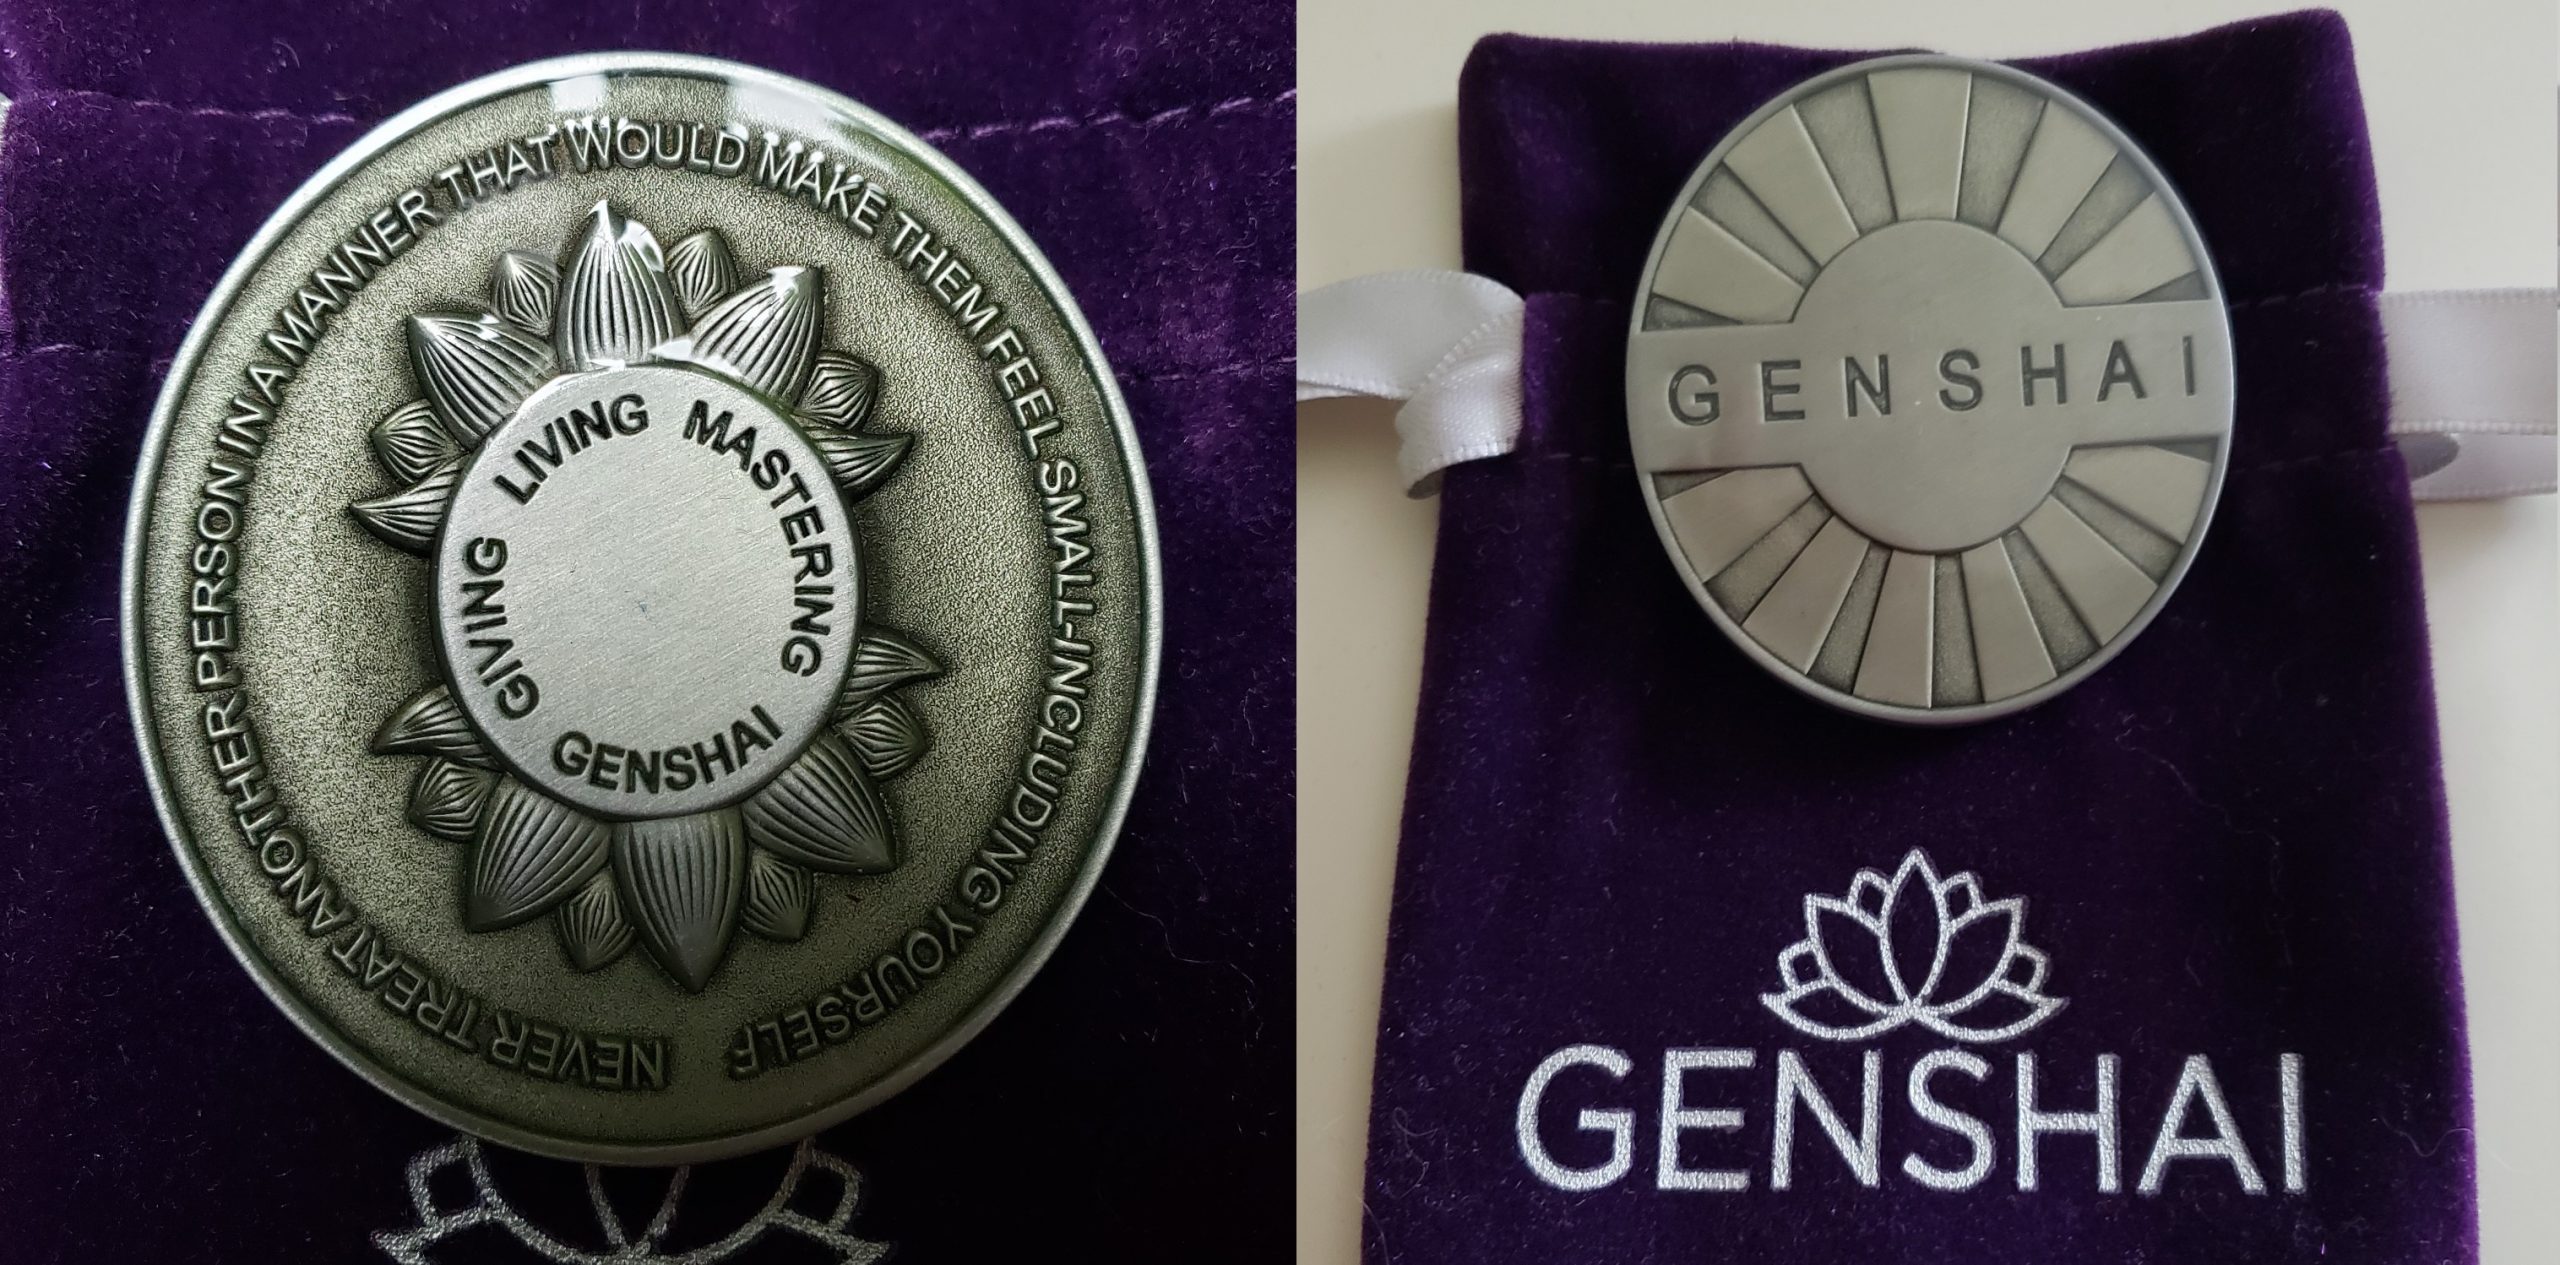 NEVER TREAT ANOTHER PERSON IN A MANNER THAT WOULD MAKE THEM FEEL SMALL-INCLUDING YOURSELF
GIVING LIVING MASTERING
GENSHAI
GENSHAI
GENSHAI